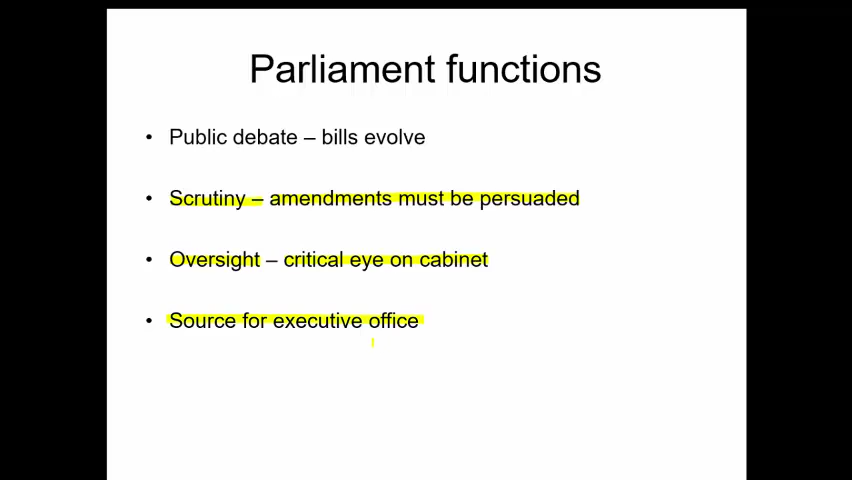 Parliament functions
• Public debate – bills evolve
• Scrutiny – amendments must be persuaded
• Oversight – critical eye on cabinet
• Source for executive office